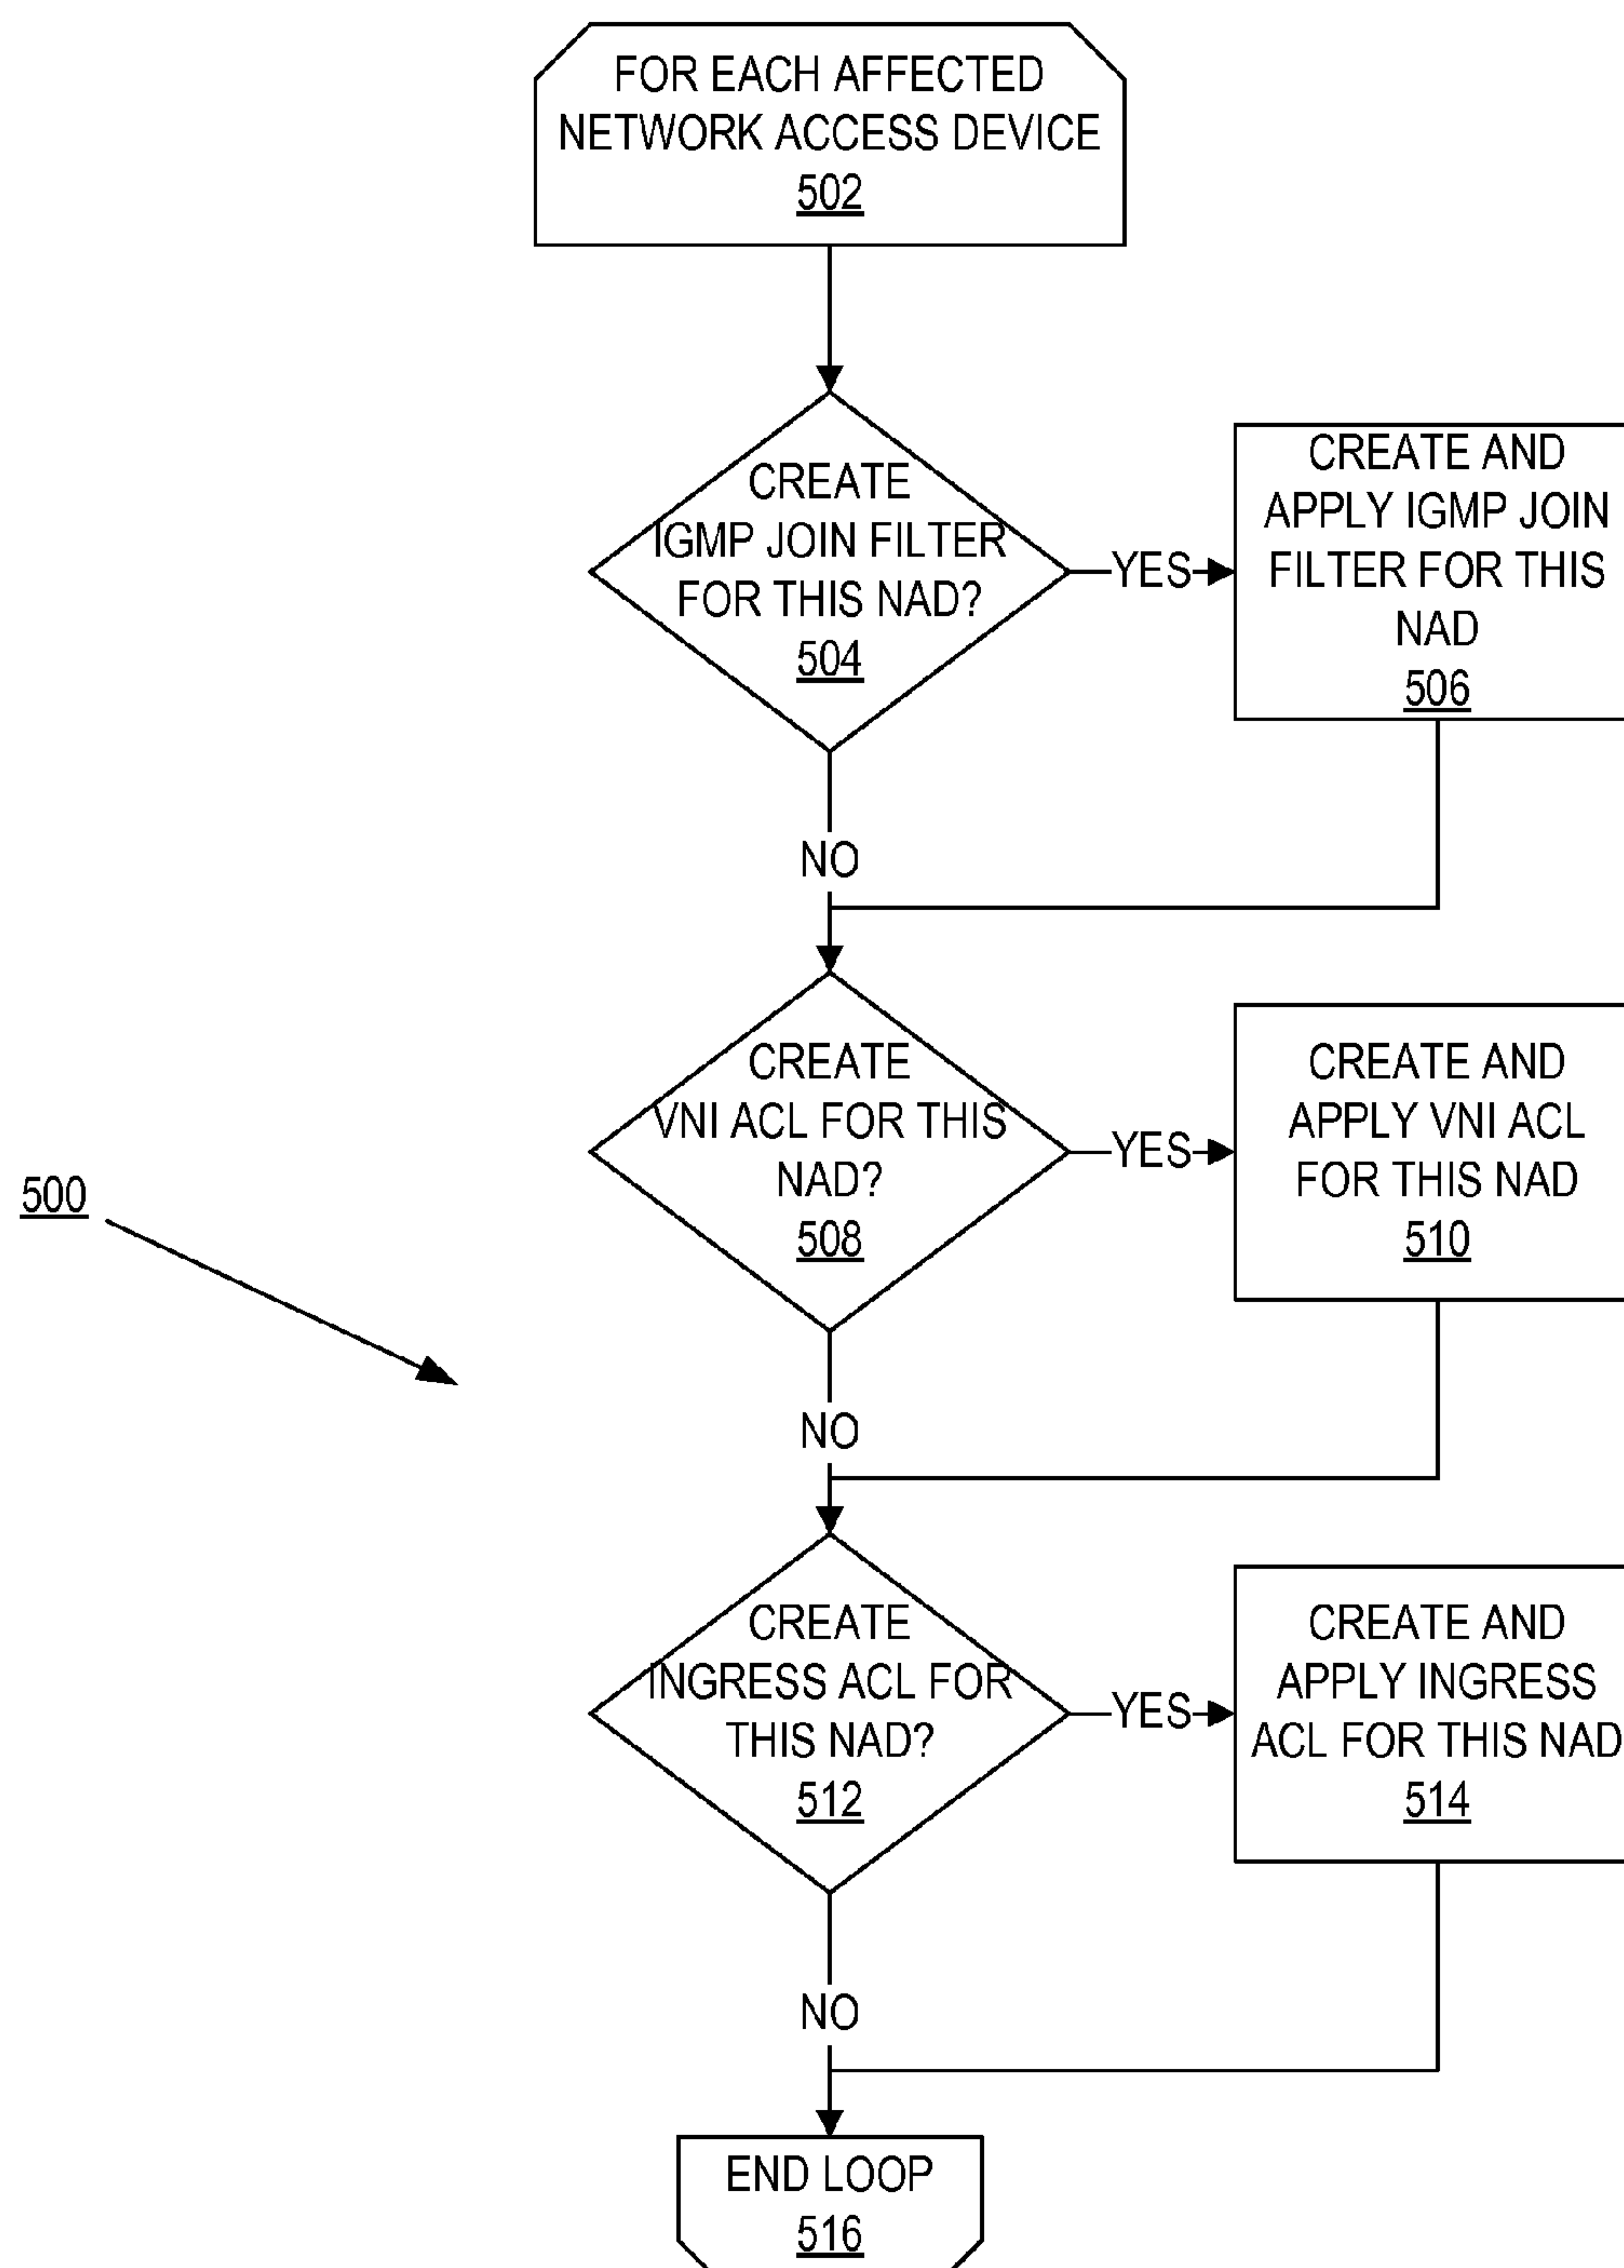 FOR EACH AFFECTED
NETWORK ACCESS DEVICE
502
CREATE
IGMP JOIN FILTER
FOR THIS NAD?
504
YES
CREATE AND
APPLY IGMP JOIN
FILTER FOR THIS
NAD
506
NO
CREATE
VNI ACL FOR THIS
NAD?
508
YES
CREATE AND
APPLY VNI ACL
FOR THIS NAD
510
500
NO
CREATE
INGRESS ACL FOR
THIS NAD?
512
YES
CREATE AND
APPLY INGRESS
ACL FOR THIS NAD
514
NO
END LOOP
516